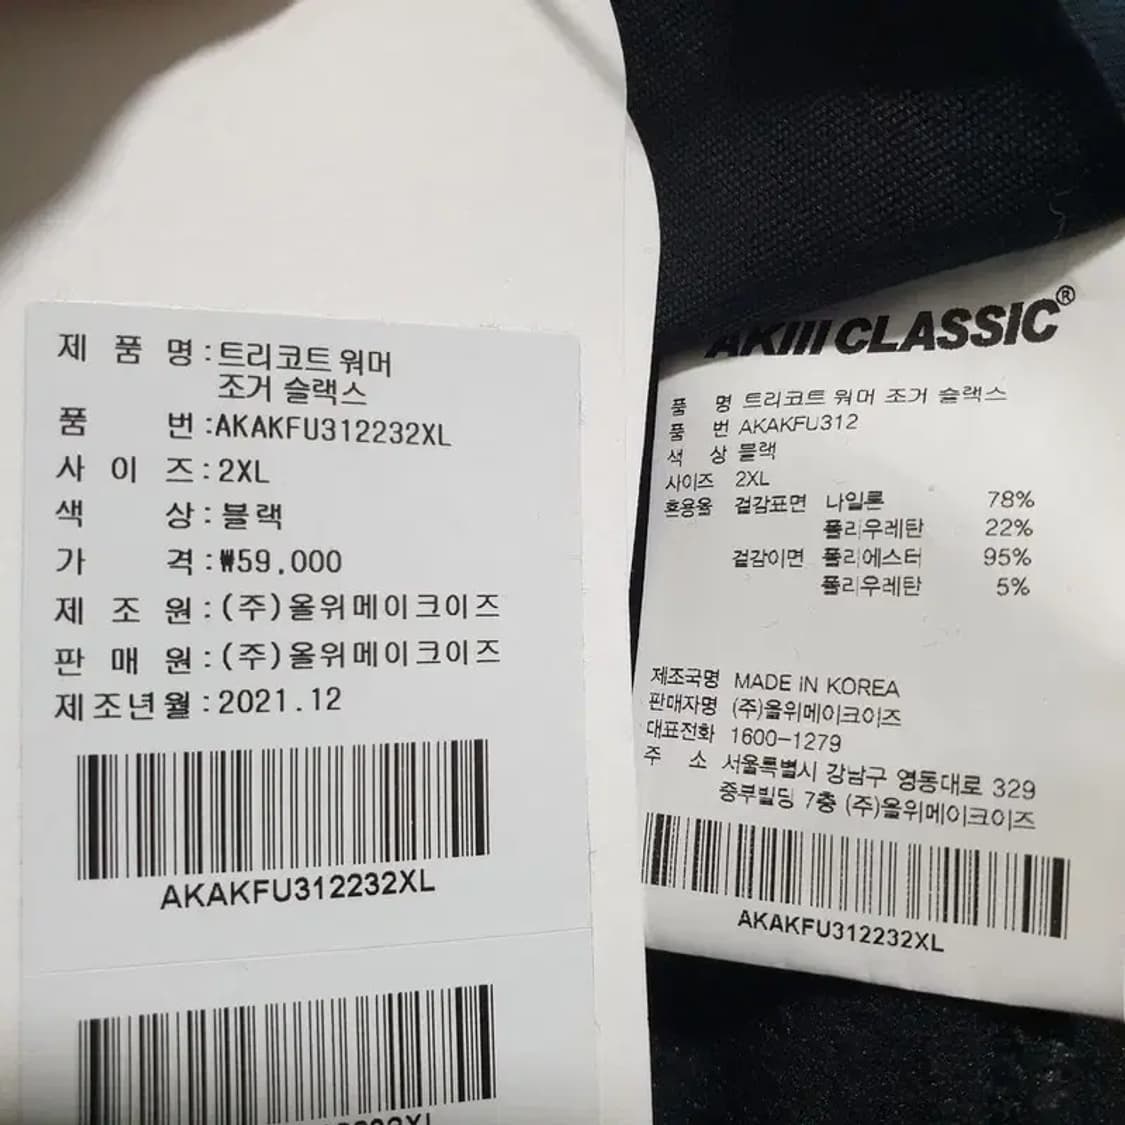 제 품 명 : 트리코트 워머
조거 슬랙스
품 번 : AKAKFU312232XL
사 이 즈 : 2XL
색 상 : 블랙
가 격 : ₩59.000
제 조 원 : (주)올위메이크이즈
판 매 원 : (주)올위메이크이즈
제조년월 : 2021.12
AKAKFU312232XL
AKIII CLASSIC®
품 명 트리코트 워머 조거 슬랙스
품 번 AKAKFU312
색 상 블랙
사이즈 2XL
혼용율 겉감표면 나일론 78%
폴리우레탄 22%
겉감이면 폴리에스터 95%
폴리우레탄 5%
제조국명 MADE IN KOREA
판매자명 (주)올위메이크이즈
대표전화 1600-1279
주 소 서울특별시 강남구 영동대로 329
중부빌딩 7층 (주)올위메이크이즈
AKAKFU312232XL